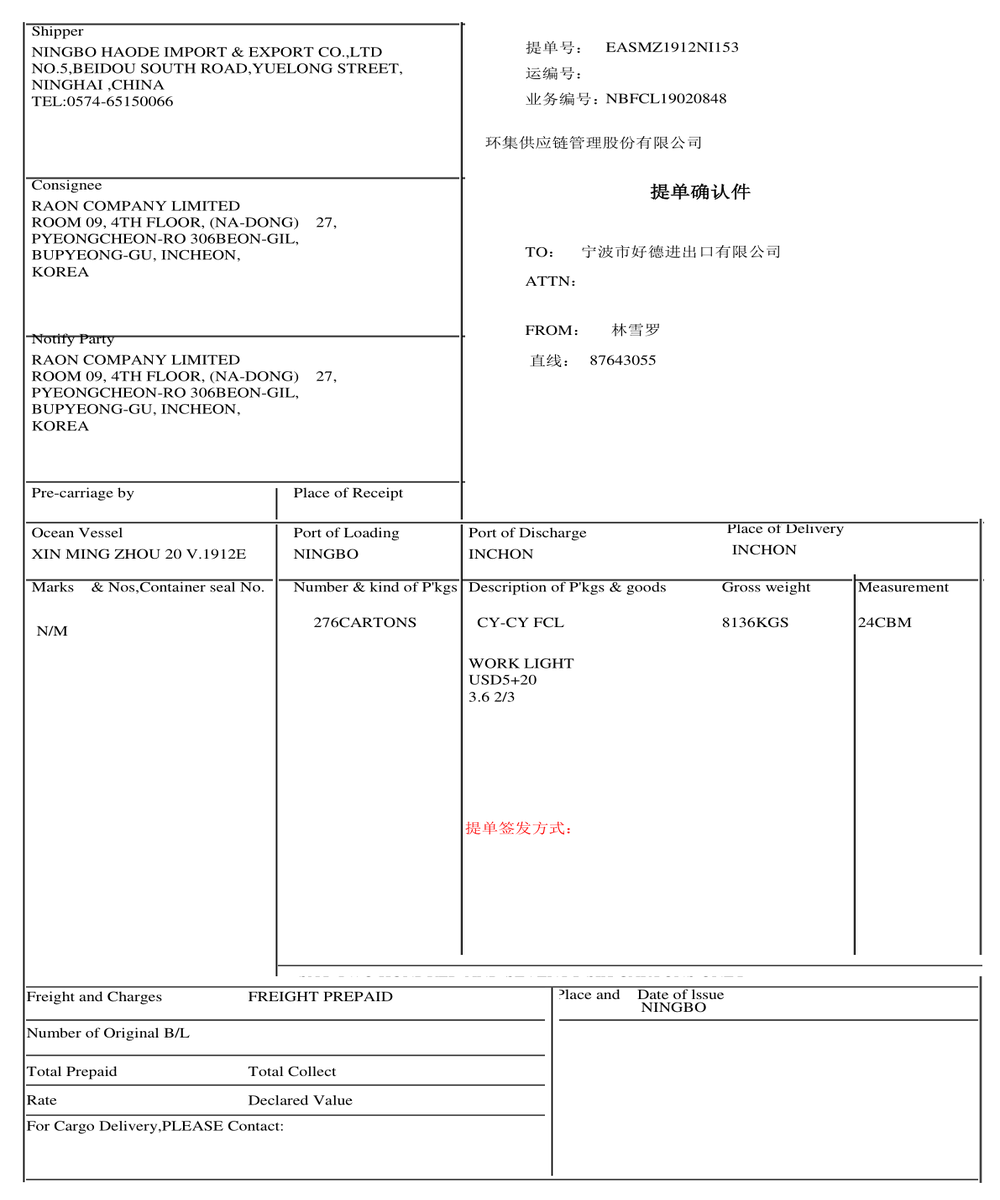 Shipper
NINGBO HAODE IMPORT & EXPORT CO.,LTD
NO.5,BEIDOU SOUTH ROAD,YUELONG STREET,
NINGHAI ,CHINA
TEL:0574-65150066
提单号： EASMZ1912NI153
运编号：
业务编号：NBFCL19020848
环集供应链管理股份有限公司
提单确认件
Consignee
RAON COMPANY LIMITED
ROOM 09, 4TH FLOOR, (NA-DONG) 27,
PYEONGCHEON-RO 306BEON-GIL,
BUPYEONG-GU, INCHEON,
KOREA
TO： 宁波市好德进出口有限公司
ATTN：
FROM： 林雪罗
直线： 87643055
Notify Party
RAON COMPANY LIMITED
ROOM 09, 4TH FLOOR, (NA-DONG) 27,
PYEONGCHEON-RO 306BEON-GIL,
BUPYEONG-GU, INCHEON,
KOREA
Pre-carriage by Place of Receipt
Ocean Vessel Port of Loading Port of Discharge Place of Delivery
XIN MING ZHOU 20 V.1912E NINGBO INCHON INCHON
Marks & Nos,Container seal No. Number & kind of P'kgs Description of P'kgs & goods Gross weight Measurement
N/M 276CARTONS CY-CY FCL 8136KGS 24CBM
WORK LIGHT
USD5+20
3.6 2/3
提单签发方式：
Freight and Charges FREIGHT PREPAID
Place and Date of lssue
NINGBO
Number of Original B/L
Total Prepaid Total Collect
Rate Declared Value
For Cargo Delivery,PLEASE Contact: